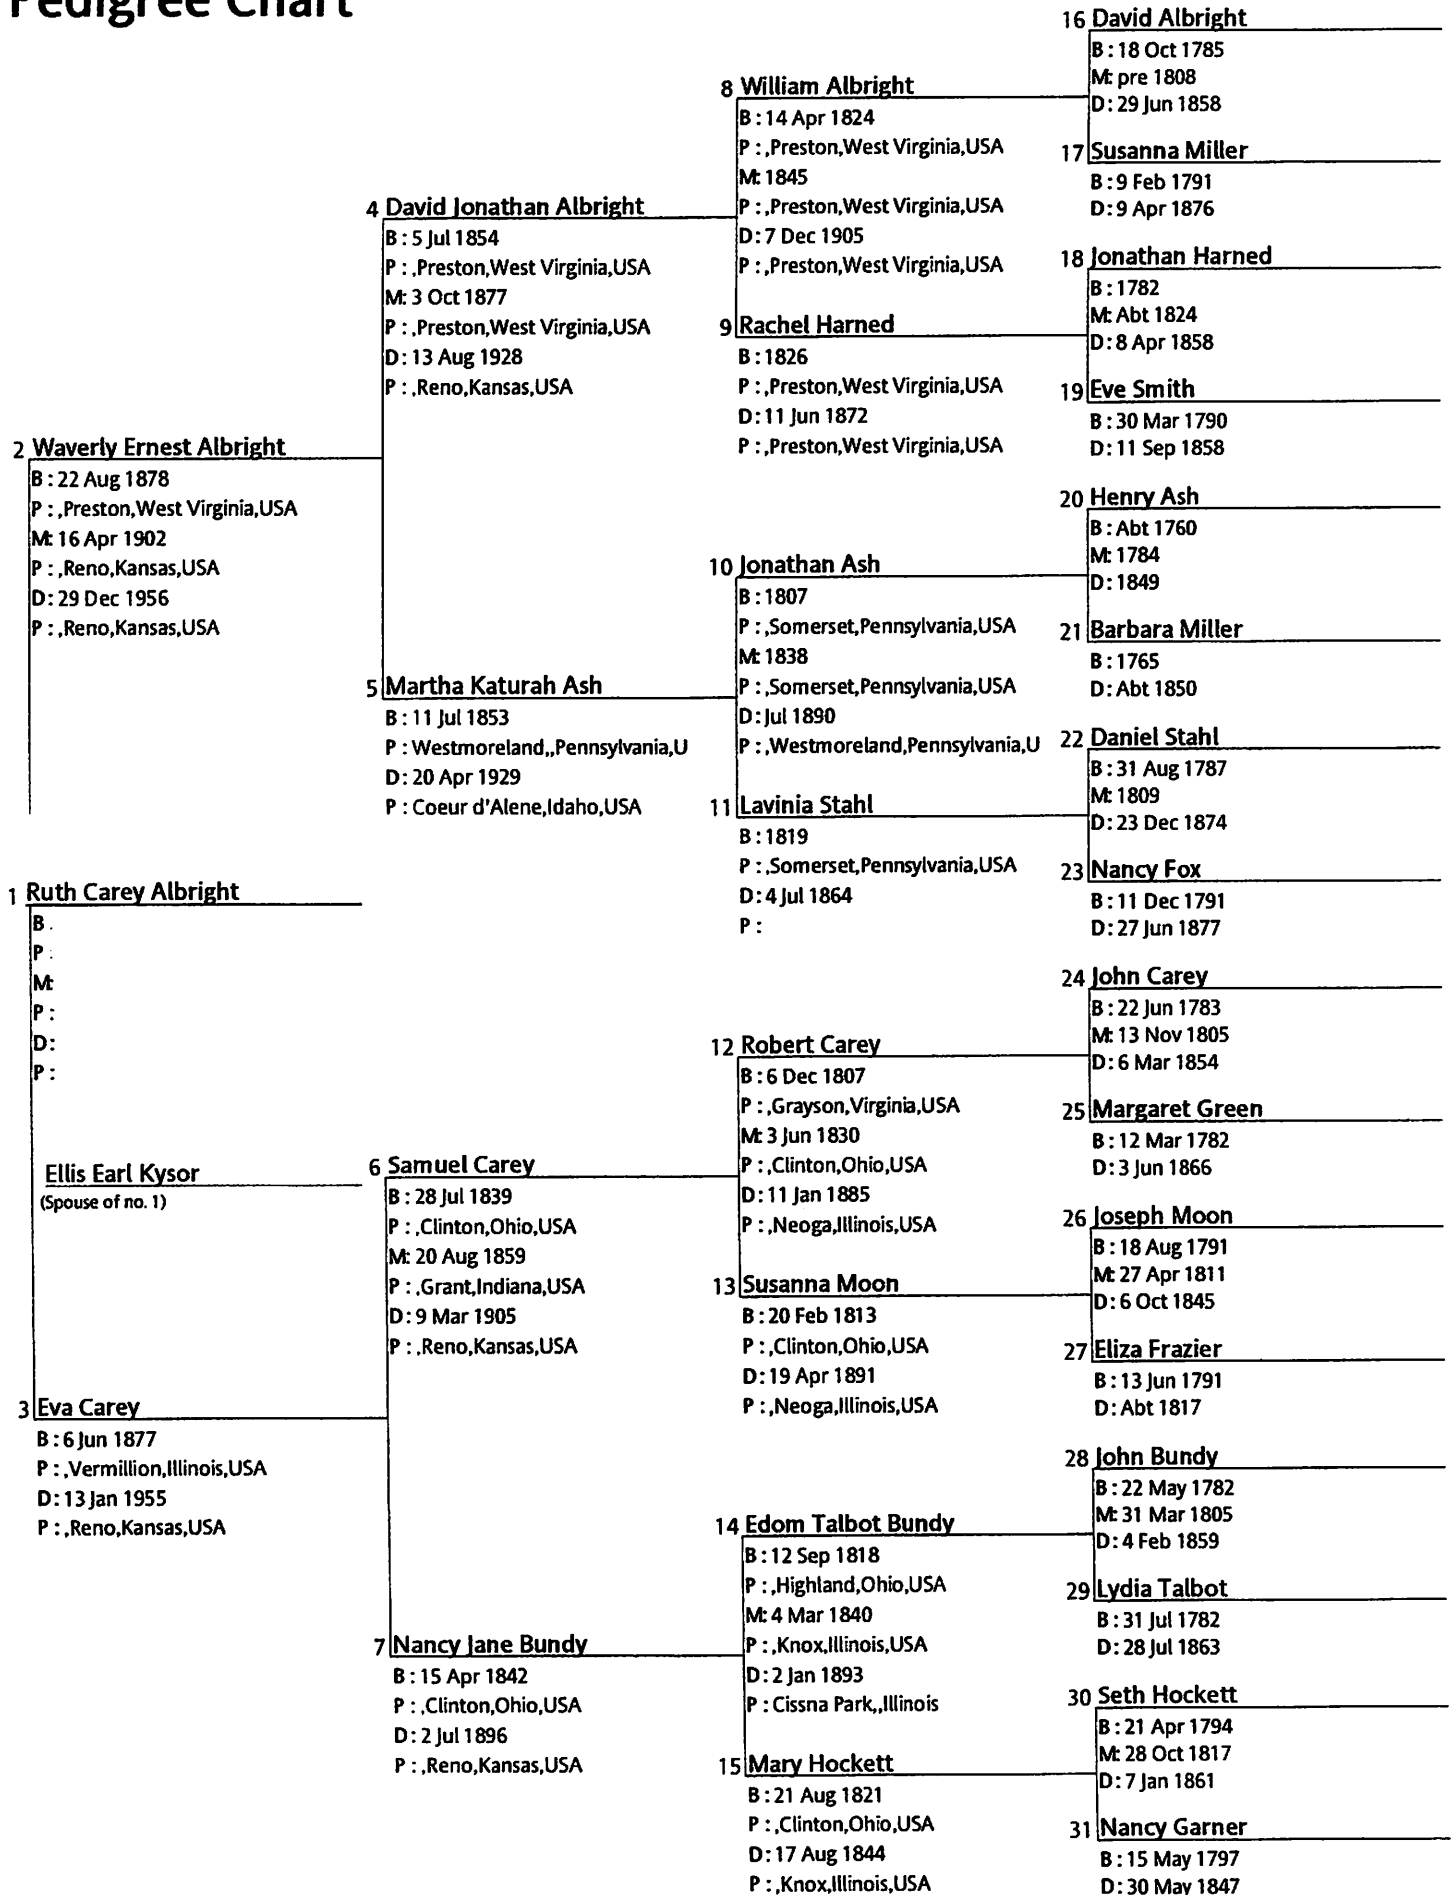 Pedigree Chart
16 David Albright
B : 18 Oct 1785
M: pre 1808
D: 29 Jun 1858
8 William Albright
B : 14 Apr 1824
P : ,Preston,West Virginia,USA
M: 1845
P : ,Preston,West Virginia,USA
D: 7 Dec 1905
P : ,Preston,West Virginia,USA
17 Susanna Miller
B : 9 Feb 1791
D: 9 Apr 1876
4 David Jonathan Albright
B : 5 Jul 1854
P : ,Preston,West Virginia,USA
M: 3 Oct 1877
P : ,Preston,West Virginia,USA
D: 13 Aug 1928
P : ,Reno,Kansas,USA
18 Jonathan Harned
B : 1782
M: Abt 1824
D: 8 Apr 1858
9 Rachel Harned
B : 1826
P : ,Preston,West Virginia,USA
D: 11 Jun 1872
P : ,Preston,West Virginia,USA
19 Eve Smith
B : 30 Mar 1790
D: 11 Sep 1858
2 Waverly Ernest Albright
B : 22 Aug 1878
P : ,Preston,West Virginia,USA
M: 16 Apr 1902
P : ,Reno,Kansas,USA
D: 29 Dec 1956
P : ,Reno,Kansas,USA
20 Henry Ash
B : Abt 1760
M: 1784
D: 1849
10 Jonathan Ash
B : 1807
P : ,Somerset,Pennsylvania,USA
M: 1838
P : ,Somerset,Pennsylvania,USA
D: Jul 1890
P : ,Westmoreland,Pennsylvania,U
21 Barbara Miller
B : 1765
D: Abt 1850
5 Martha Katurah Ash
B : 11 Jul 1853
P : Westmoreland,,Pennsylvania,U
D: 20 Apr 1929
P : Coeur d'Alene,Idaho,USA
22 Daniel Stahl
B : 31 Aug 1787
M: 1809
D: 23 Dec 1874
11 Lavinia Stahl
B : 1819
P : ,Somerset,Pennsylvania,USA
D: 4 Jul 1864
P :
23 Nancy Fox
B : 11 Dec 1791
D: 27 Jun 1877
1 Ruth Carey Albright
B :
P :
M:
P :
D:
P :
Ellis Earl Kysor
(Spouse of no. 1)
24 John Carey
B : 22 Jun 1783
M: 13 Nov 1805
D: 6 Mar 1854
12 Robert Carey
B : 6 Dec 1807
P : ,Grayson,Virginia,USA
M: 3 Jun 1830
P : ,Clinton,Ohio,USA
D: 11 Jan 1885
P : ,Neoga,Illinois,USA
25 Margaret Green
B : 12 Mar 1782
D: 3 Jun 1866
6 Samuel Carey
B : 28 Jul 1839
P : ,Clinton,Ohio,USA
M: 20 Aug 1859
P : ,Grant,Indiana,USA
D: 9 Mar 1905
P : ,Reno,Kansas,USA
26 Joseph Moon
B : 18 Aug 1791
M: 27 Apr 1811
D: 6 Oct 1845
13 Susanna Moon
B : 20 Feb 1813
P : ,Clinton,Ohio,USA
D: 19 Apr 1891
P : ,Neoga,Illinois,USA
27 Eliza Frazier
B : 13 Jun 1791
D: Abt 1817
3 Eva Carey
B : 6 Jun 1877
P : ,Vermillion,Illinois,USA
D: 13 Jan 1955
P : ,Reno,Kansas,USA
28 John Bundy
B : 22 May 1782
M: 31 Mar 1805
D: 4 Feb 1859
14 Edom Talbot Bundy
B : 12 Sep 1818
P : ,Highland,Ohio,USA
M: 4 Mar 1840
P : ,Knox,Illinois,USA
D: 2 Jan 1893
P : Cissna Park,,Illinois
29 Lydia Talbot
B : 31 Jul 1782
D: 28 Jul 1863
7 Nancy Jane Bundy
B : 15 Apr 1842
P : ,Clinton,Ohio,USA
D: 2 Jul 1896
P : ,Reno,Kansas,USA
30 Seth Hockett
B : 21 Apr 1794
M: 28 Oct 1817
D: 7 Jan 1861
15 Mary Hockett
B : 21 Aug 1821
P : ,Clinton,Ohio,USA
D: 17 Aug 1844
P : ,Knox,Illinois,USA
31 Nancy Garner
B : 15 May 1797
D: 30 May 1847